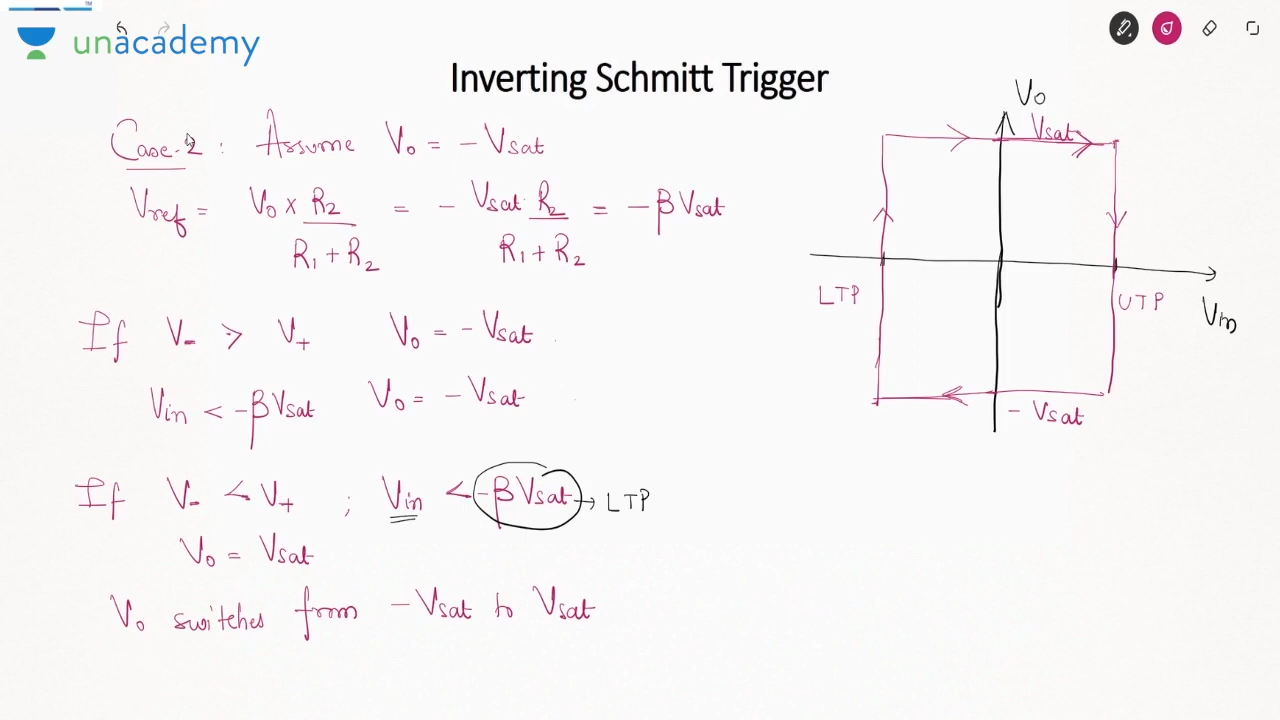 unacademy
Inverting Schmitt Trigger
Case-2 : Assume V₀ = - Vsat
Vref = V₀ × R₂/(R₁ + R₂) = - Vsat R₂/(R₁ + R₂) = - βVsat
If V₋ > V₊ V₀ = - Vsat
Vin < -βVsat V₀ = - Vsat
If V₋ < V₊ ; Vin < -βVsat → LTP
V₀ = Vsat
V₀ switches from - Vsat to Vsat
V₀
Vsat
LTP
UTP
Vin
- Vsat
TM